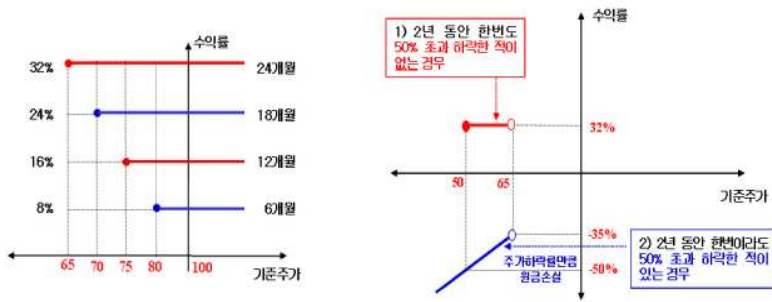 수익률
32%
24개월
24%
18개월
16%
12개월
8%
6개월
65
70
75
80
100
기준주가
수익률
1) 2년 동안 한번도
50% 초과 하락한 적이
없는 경우
32%
50
65
기준주가
-35%
-50%
주가하락률만큼
원금손실
2) 2년 동안 한번이라도
50% 초과 하락한 적이
있는 경우